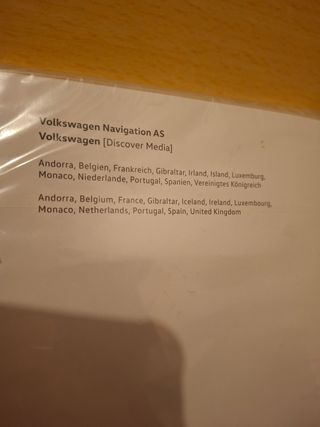 Volkswagen Navigation AS
Volkswagen [Discover Media]
Andorra, Belgien, Frankreich, Gibraltar, Irland, Island, Luxemburg,
Monaco, Niederlande, Portugal, Spanien, Vereinigtes Königreich
Andorra, Belgium, France, Gibraltar, Iceland, Ireland, Luxembourg,
Monaco, Netherlands, Portugal, Spain, United Kingdom